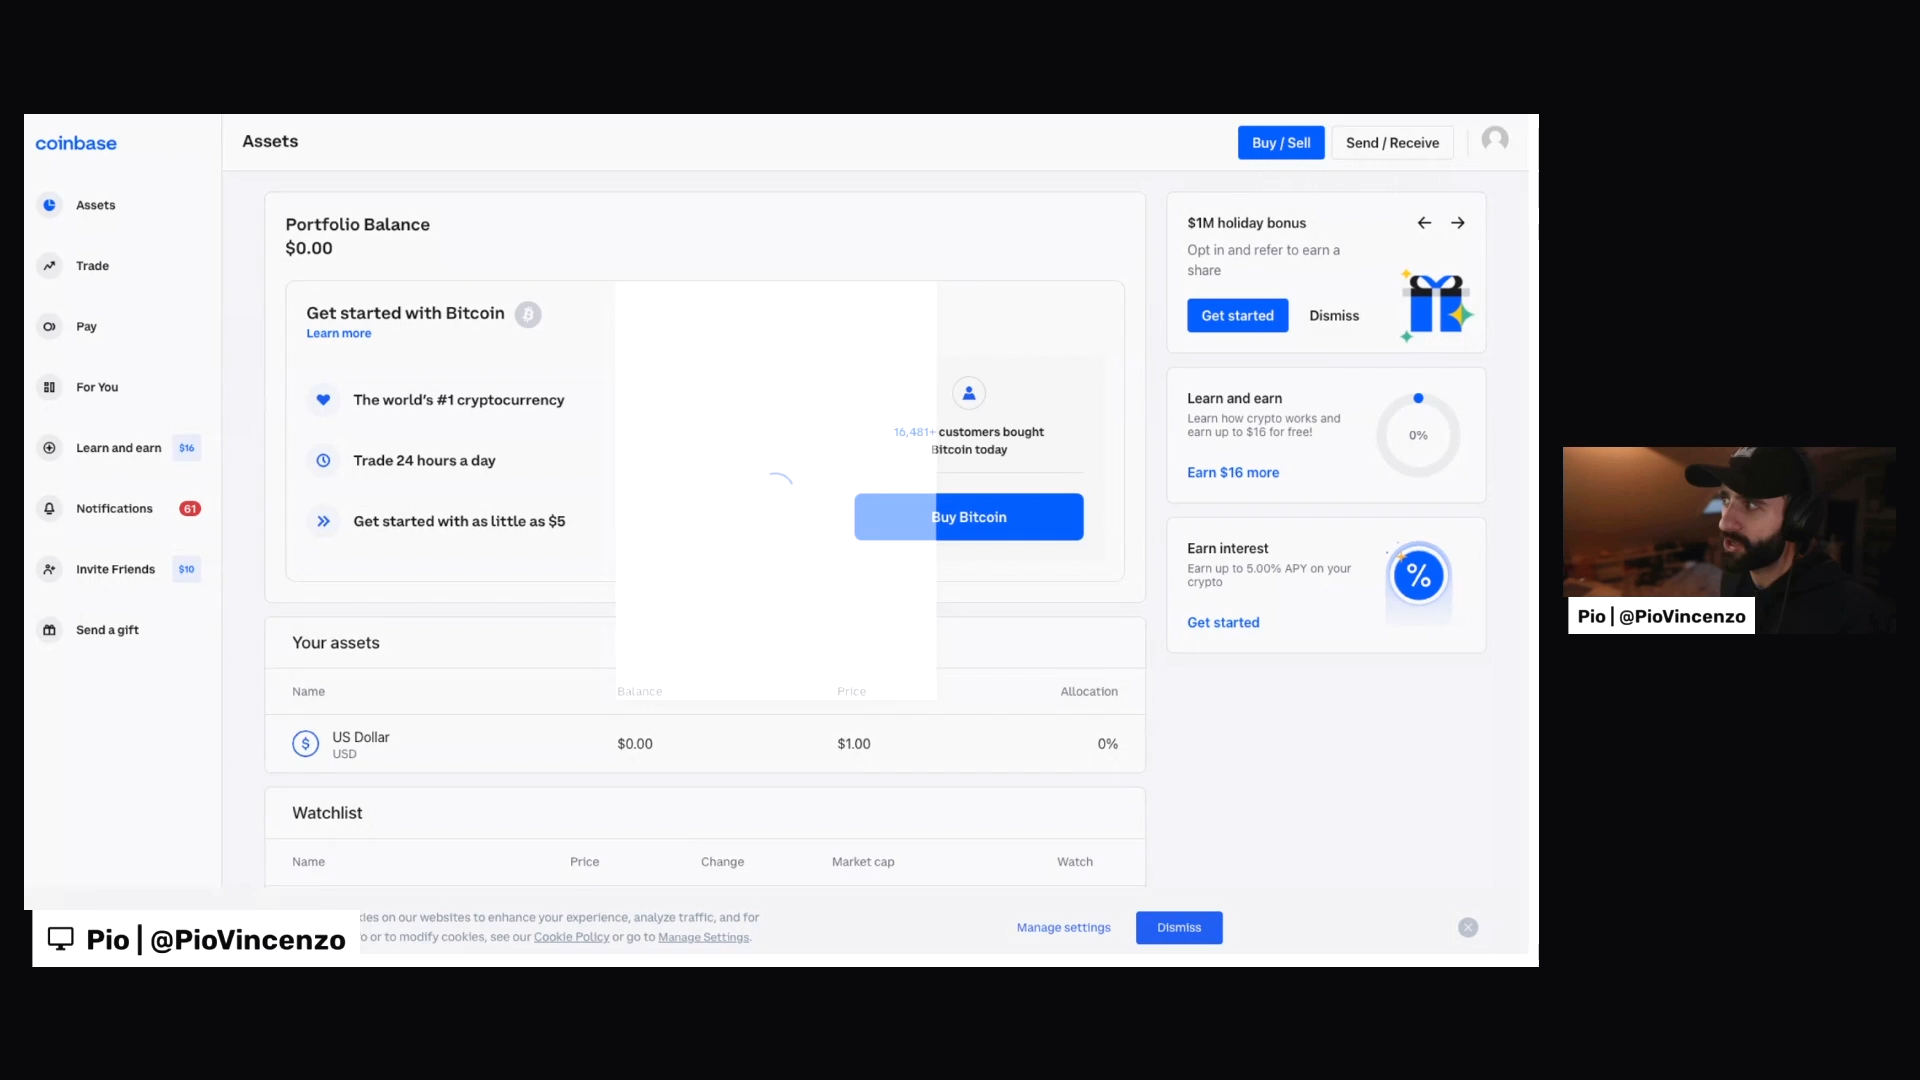 coinbase
Assets
Buy / Sell
Send / Receive
Assets
Trade
Pay
For You
Learn and earn
$16
Notifications
61
Invite Friends
$10
Send a gift
Portfolio Balance
$0.00
Get started with Bitcoin
Learn more
The world's #1 cryptocurrency
Trade 24 hours a day
Get started with as little as $5
16,481+ customers bought
Bitcoin today
Buy Bitcoin
Your assets
Name Balance Price Allocation
US Dollar
USD
$0.00
$1.00
0%
Watchlist
Name Price Change Market cap Watch
$1M holiday bonus
Opt in and refer to earn a
share
Get started
Dismiss
Learn and earn
Learn how crypto works and
earn up to $16 for free!
0%
Earn $16 more
Earn interest
Earn up to 5.00% APY on your
crypto
%
Get started
on our websites to enhance your experience, analyze traffic, and for
or to modify cookies, see our Cookie Policy or go to Manage Settings.
Manage settings
Dismiss
Pio | @PioVincenzo
Pio | @PioVincenzo